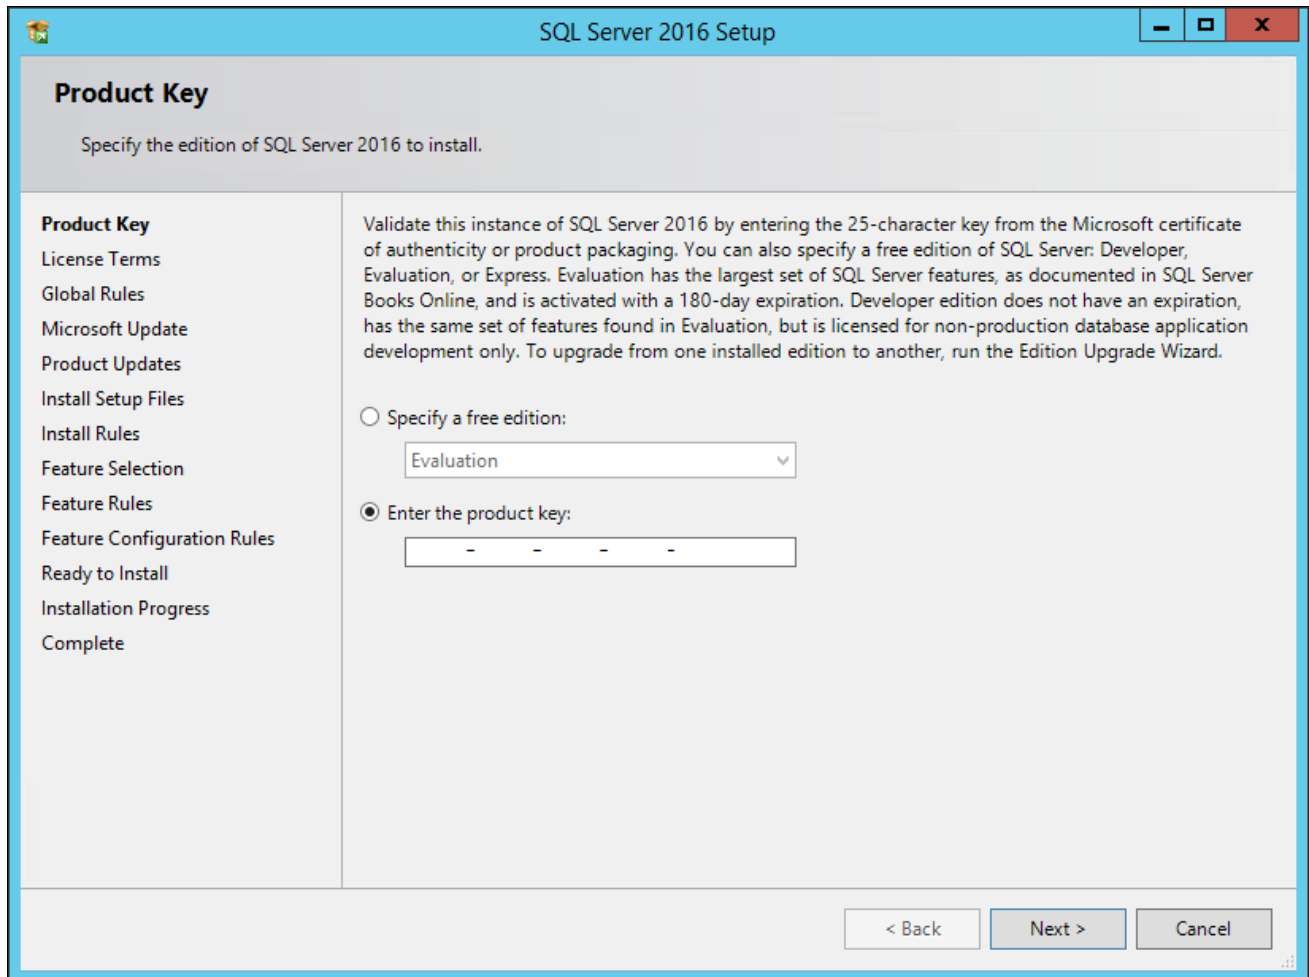 SQL Server 2016 Setup
Product Key
Specify the edition of SQL Server 2016 to install.
Product Key
License Terms
Global Rules
Microsoft Update
Product Updates
Install Setup Files
Install Rules
Feature Selection
Feature Rules
Feature Configuration Rules
Ready to Install
Installation Progress
Complete
Validate this instance of SQL Server 2016 by entering the 25-character key from the Microsoft certificate
of authenticity or product packaging. You can also specify a free edition of SQL Server: Developer,
Evaluation, or Express. Evaluation has the largest set of SQL Server features, as documented in SQL Server
Books Online, and is activated with a 180-day expiration. Developer edition does not have an expiration,
has the same set of features found in Evaluation, but is licensed for non-production database application
development only. To upgrade from one installed edition to another, run the Edition Upgrade Wizard.
Specify a free edition:
Evaluation
Enter the product key:
- - - -
< Back Next > Cancel